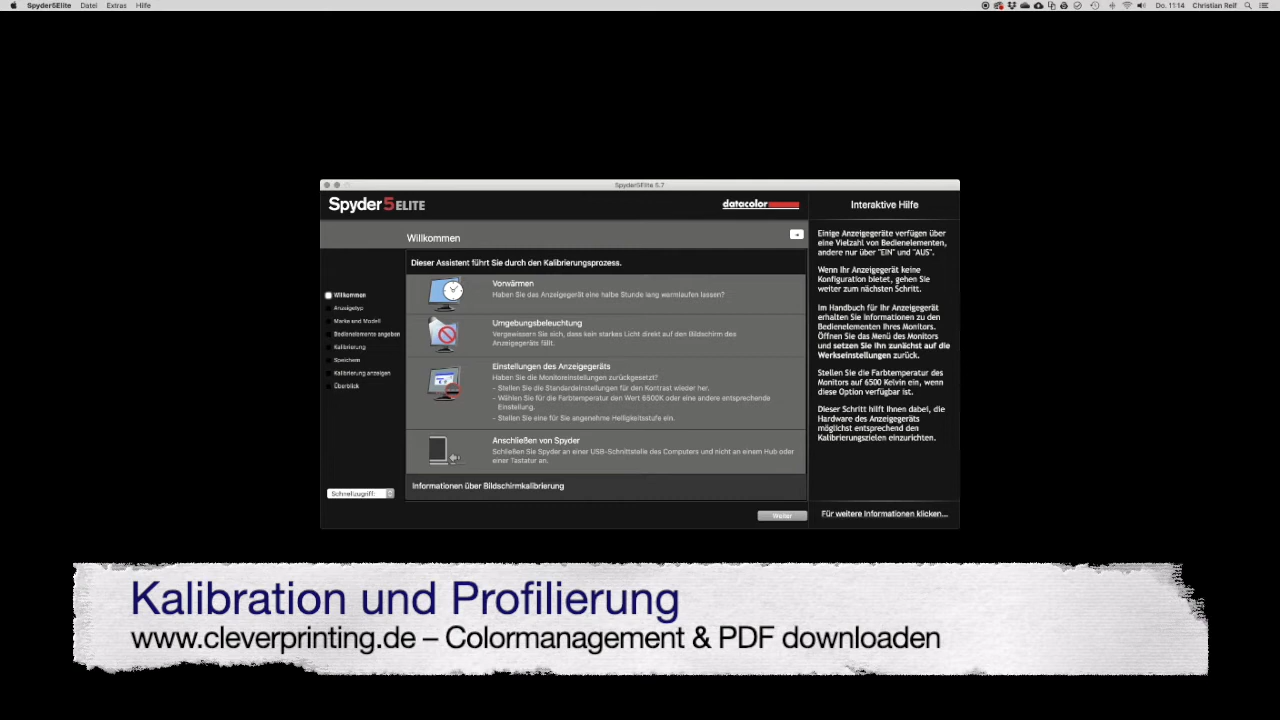 Spyder5Elite Datei Extras Hilfe
Do. 11:14 Christian Reif
Spyder5Elite 5.7
Spyder5ELITE
datacolor
Interaktive Hilfe
Willkommen
Dieser Assistent führt Sie durch den Kalibrierungsprozess.
Willkommen
Anzeigetyp
Marke und Modell
Bedienelemente angeben
Kalibrierung
Speichern
Kalibrierung anzeigen
Überblick
Schnellzugriff:
Vorwärmen
Haben Sie das Anzeigegerät eine halbe Stunde lang warmlaufen lassen?
Umgebungsbeleuchtung
Vergewissern Sie sich, dass kein starkes Licht direkt auf den Bildschirm des
Anzeigegeräts fällt.
Einstellungen des Anzeigegeräts
Haben Sie die Monitoreinstellungen zurückgesetzt?
- Stellen Sie die Standardeinstellungen für den Kontrast wieder her.
- Wählen Sie für die Farbtemperatur den Wert 6500K oder eine andere entsprechende
Einstellung.
- Stellen Sie eine für Sie angenehme Helligkeitsstufe ein.
Anschließen von Spyder
Schließen Sie Spyder an einer USB-Schnittstelle des Computers und nicht an einem Hub oder
einer Tastatur an.
Informationen über Bildschirmkalibrierung
Weiter
Einige Anzeigegeräte verfügen über
eine Vielzahl von Bedienelementen,
andere nur über "EIN" und "AUS".
Wenn Ihr Anzeigegerät keine
Konfiguration bietet, gehen Sie
weiter zum nächsten Schritt.
Im Handbuch für Ihr Anzeigegerät
erhalten Sie Informationen zu den
Bedienelementen Ihres Monitors.
Öffnen Sie das Menü des Monitors
und setzen Sie ihn zunächst auf die
Werkseinstellungen zurück.
Stellen Sie die Farbtemperatur des
Monitors auf 6500 Kelvin ein, wenn
diese Option verfügbar ist.
Dieser Schritt hilft Ihnen dabei, die
Hardware des Anzeigegeräts
möglichst entsprechend den
Kalibrierungszielen einzurichten.
Für weitere Informationen klicken...
Kalibration und Profilierung
www.cleverprinting.de – Colormanagement & PDF downloaden